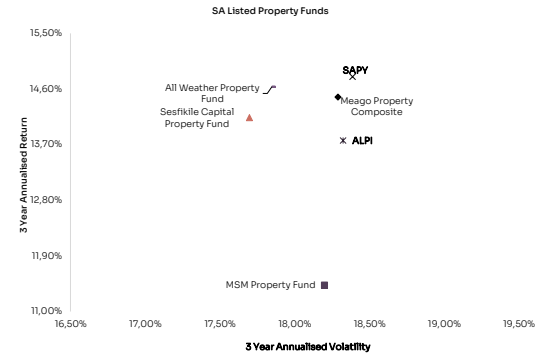 SA Listed Property Funds
15,50%
SAPY
14,60%
All Weather Property
Fund
Meago Property
Composite
Sesfikile Capital
Property Fund
13,70%
ALPI
3 Year Annualised Return
12,80%
11,90%
MSM Property Fund
11,00%
16,50%
17,00%
17,50%
18,00%
18,50%
19,00%
19,50%
3 Year Annualised Volatility